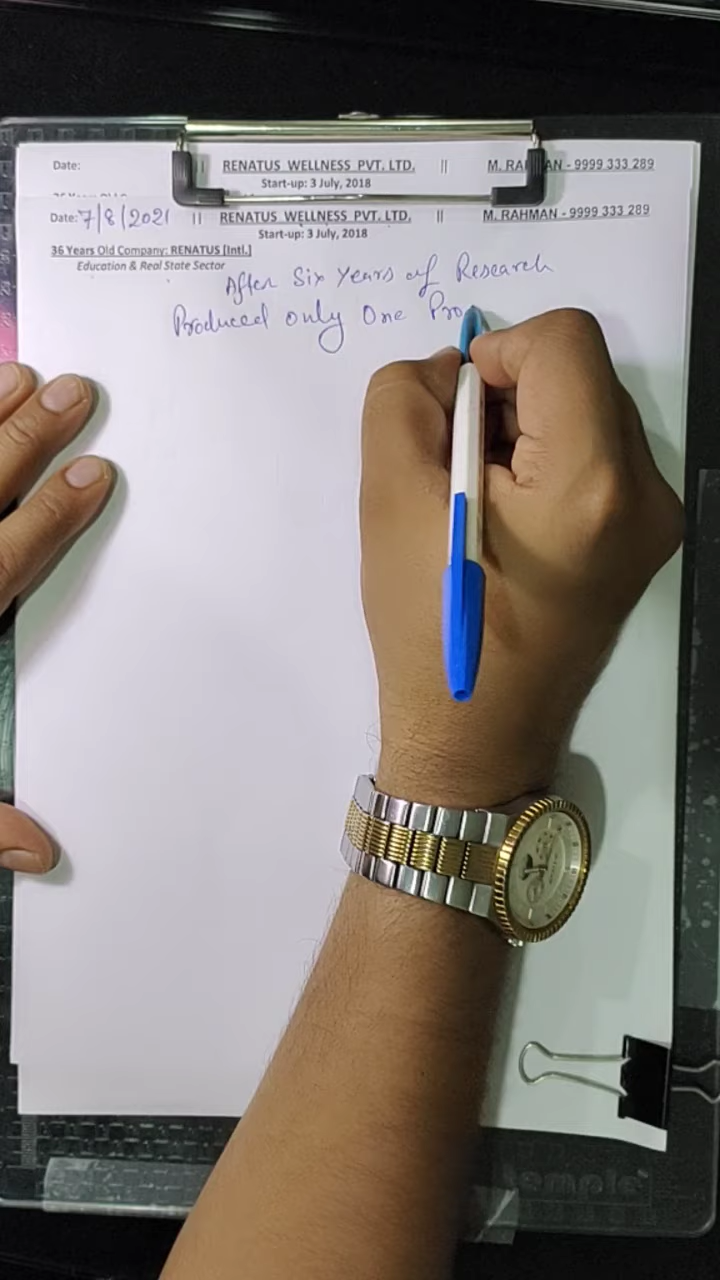 Date: || RENATUS WELLNESS PVT. LTD. || M. RAHMAN - 9999 333 289
Start-up: 3 July, 2018
Date: 7/8/2021 || RENATUS WELLNESS PVT. LTD. || M. RAHMAN - 9999 333 289
Start-up: 3 July, 2018
36 Years Old Company: RENATUS [Intl.]
Education & Real State Sector
After Six Years of Research
Produced only One Pro